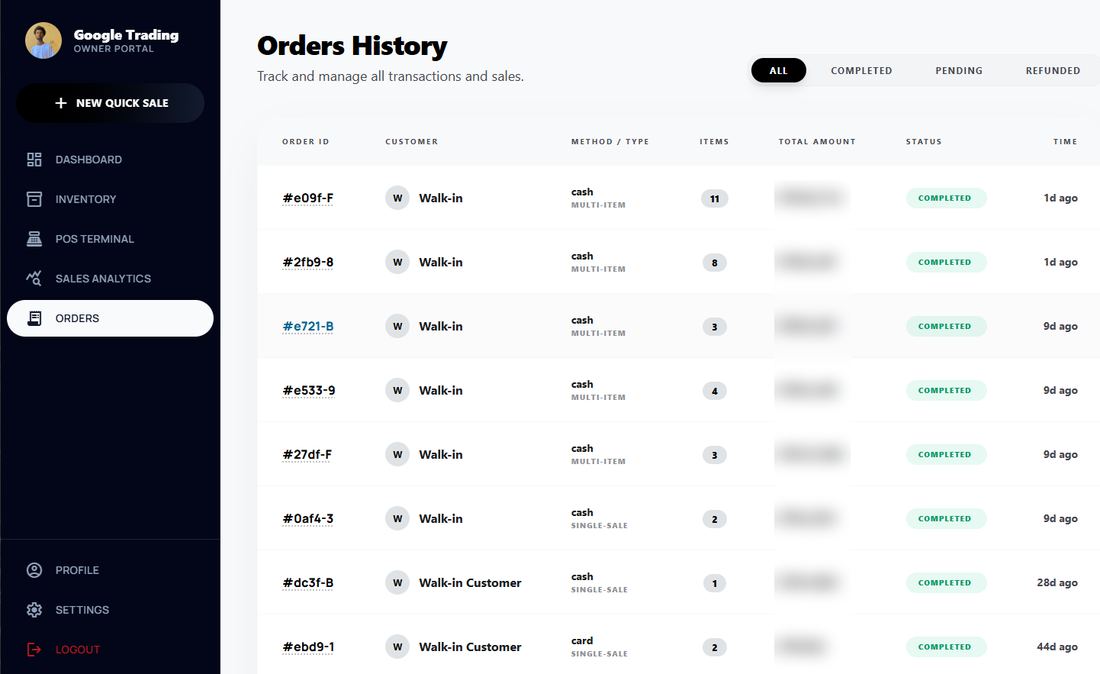 Google Trading
OWNER PORTAL
+ NEW QUICK SALE
DASHBOARD
INVENTORY
POS TERMINAL
SALES ANALYTICS
ORDERS
PROFILE
SETTINGS
LOGOUT
Orders History
Track and manage all transactions and sales.
ALL COMPLETED PENDING REFUNDED
ORDER ID CUSTOMER METHOD / TYPE ITEMS TOTAL AMOUNT STATUS TIME
#e09f-F W Walk-in cash 11 COMPLETED 1d ago
MULTI-ITEM
#2fb9-8 W Walk-in cash 8 COMPLETED 1d ago
MULTI-ITEM
#e721-B W Walk-in cash 3 COMPLETED 9d ago
MULTI-ITEM
#e533-9 W Walk-in cash 4 COMPLETED 9d ago
MULTI-ITEM
#27df-F W Walk-in cash 3 COMPLETED 9d ago
MULTI-ITEM
#0af4-3 W Walk-in cash 2 COMPLETED 9d ago
SINGLE-SALE
#dc3f-B W Walk-in Customer cash 1 COMPLETED 28d ago
SINGLE-SALE
#ebd9-1 W Walk-in Customer card 2 COMPLETED 44d ago
SINGLE-SALE